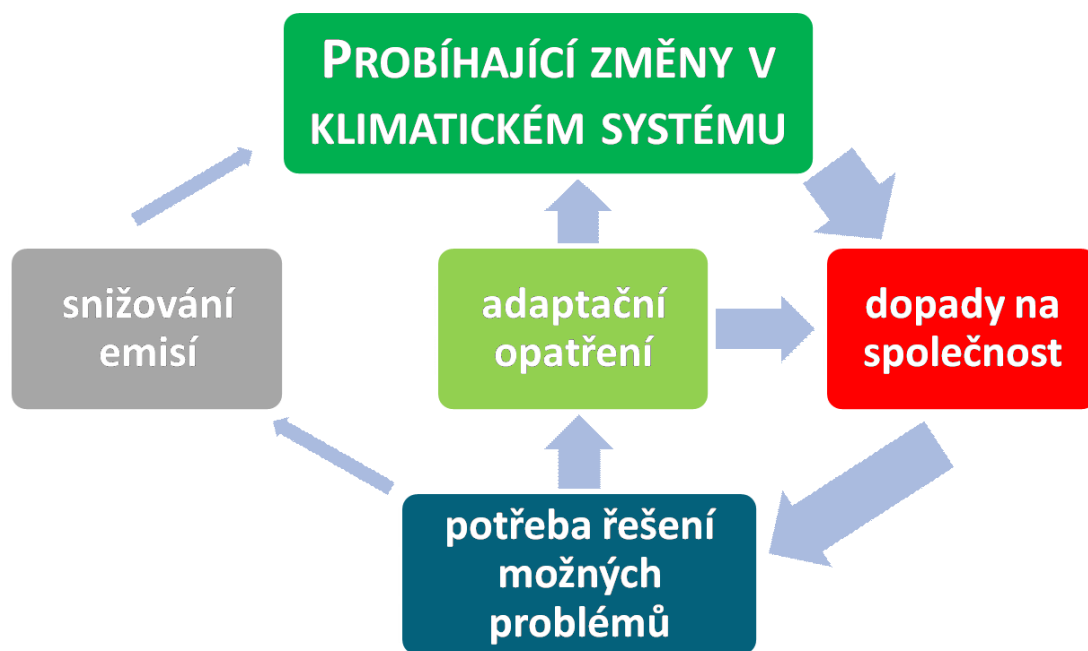 PROBÍHAJÍCÍ ZMĚNY V
KLIMATICKÉM SYSTÉMU
snižování
emisí
adaptační
opatření
dopady na
společnost
potřeba řešení
možných
problémů